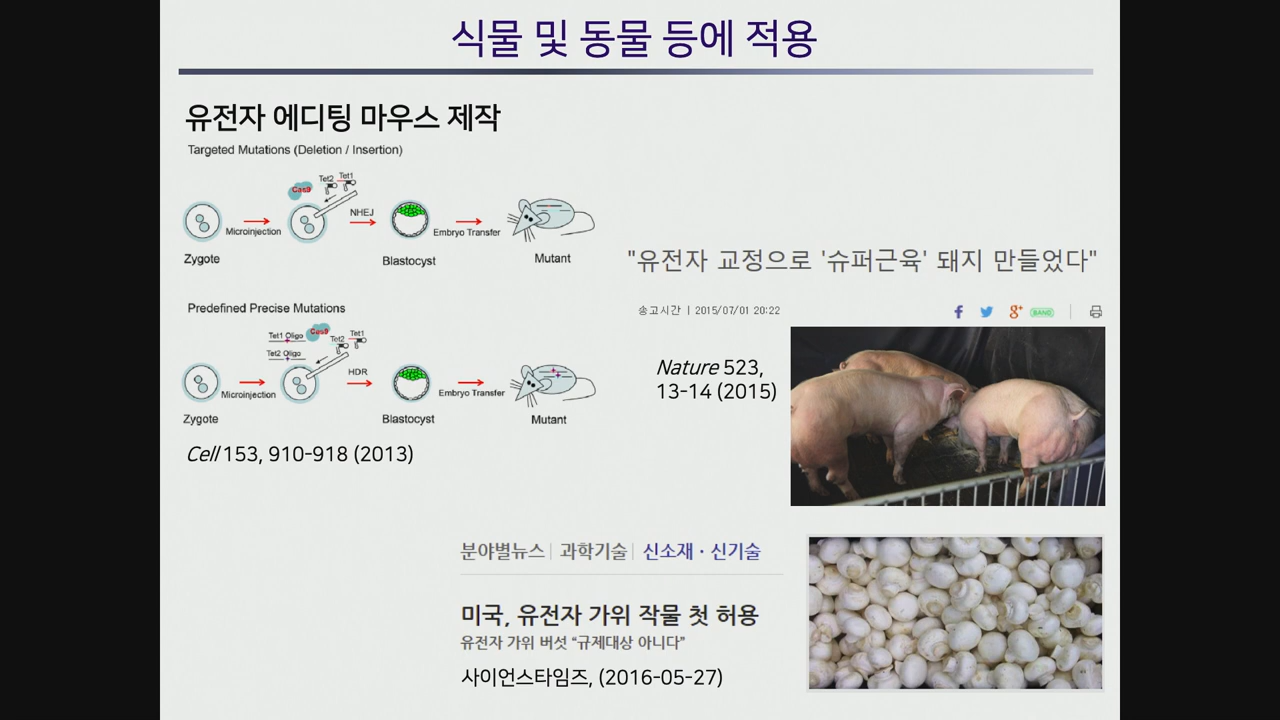 식물 및 동물 등에 적용
유전자 에디팅 마우스 제작
Targeted Mutations (Deletion / Insertion)
Cas9
Tet2 Tet1
NHEJ
Microinjection
Embryo Transfer
Zygote
Blastocyst
Mutant
"유전자 교정으로 '슈퍼근육' 돼지 만들었다"
송고시간 | 2015/07/01 20:22
f
g+
BAND
Predefined Precise Mutations
Tet1 Oligo
Cas9
Tet2 Tet1
Tet2 Oligo
HDR
Microinjection
Embryo Transfer
Zygote
Blastocyst
Mutant
Nature 523,
13-14 (2015)
Cell 153, 910-918 (2013)
분야별뉴스 | 과학기술 | 신소재 · 신기술
미국, 유전자 가위 작물 첫 허용
유전자 가위 버섯 “규제대상 아니다”
사이언스타임즈, (2016-05-27)